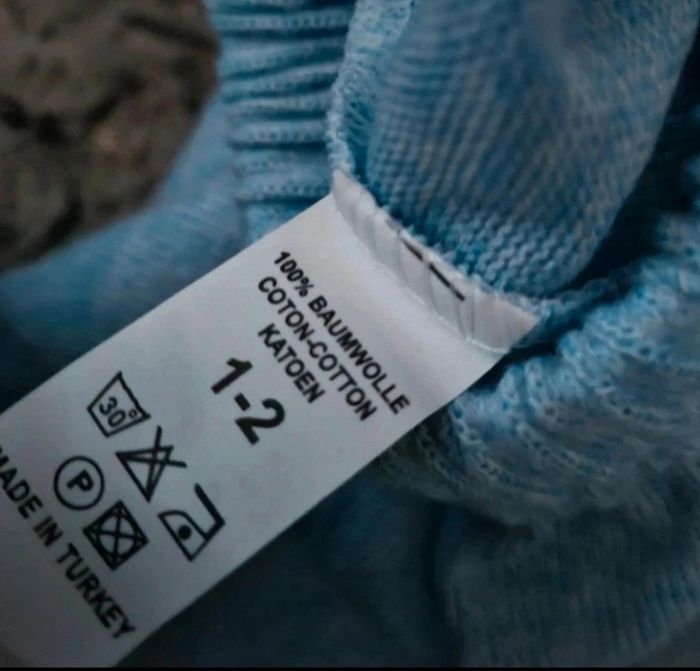 100% BAUMWOLLE
COTON-COTTON
KATOEN
1-2
30°
P
MADE IN TURKEY